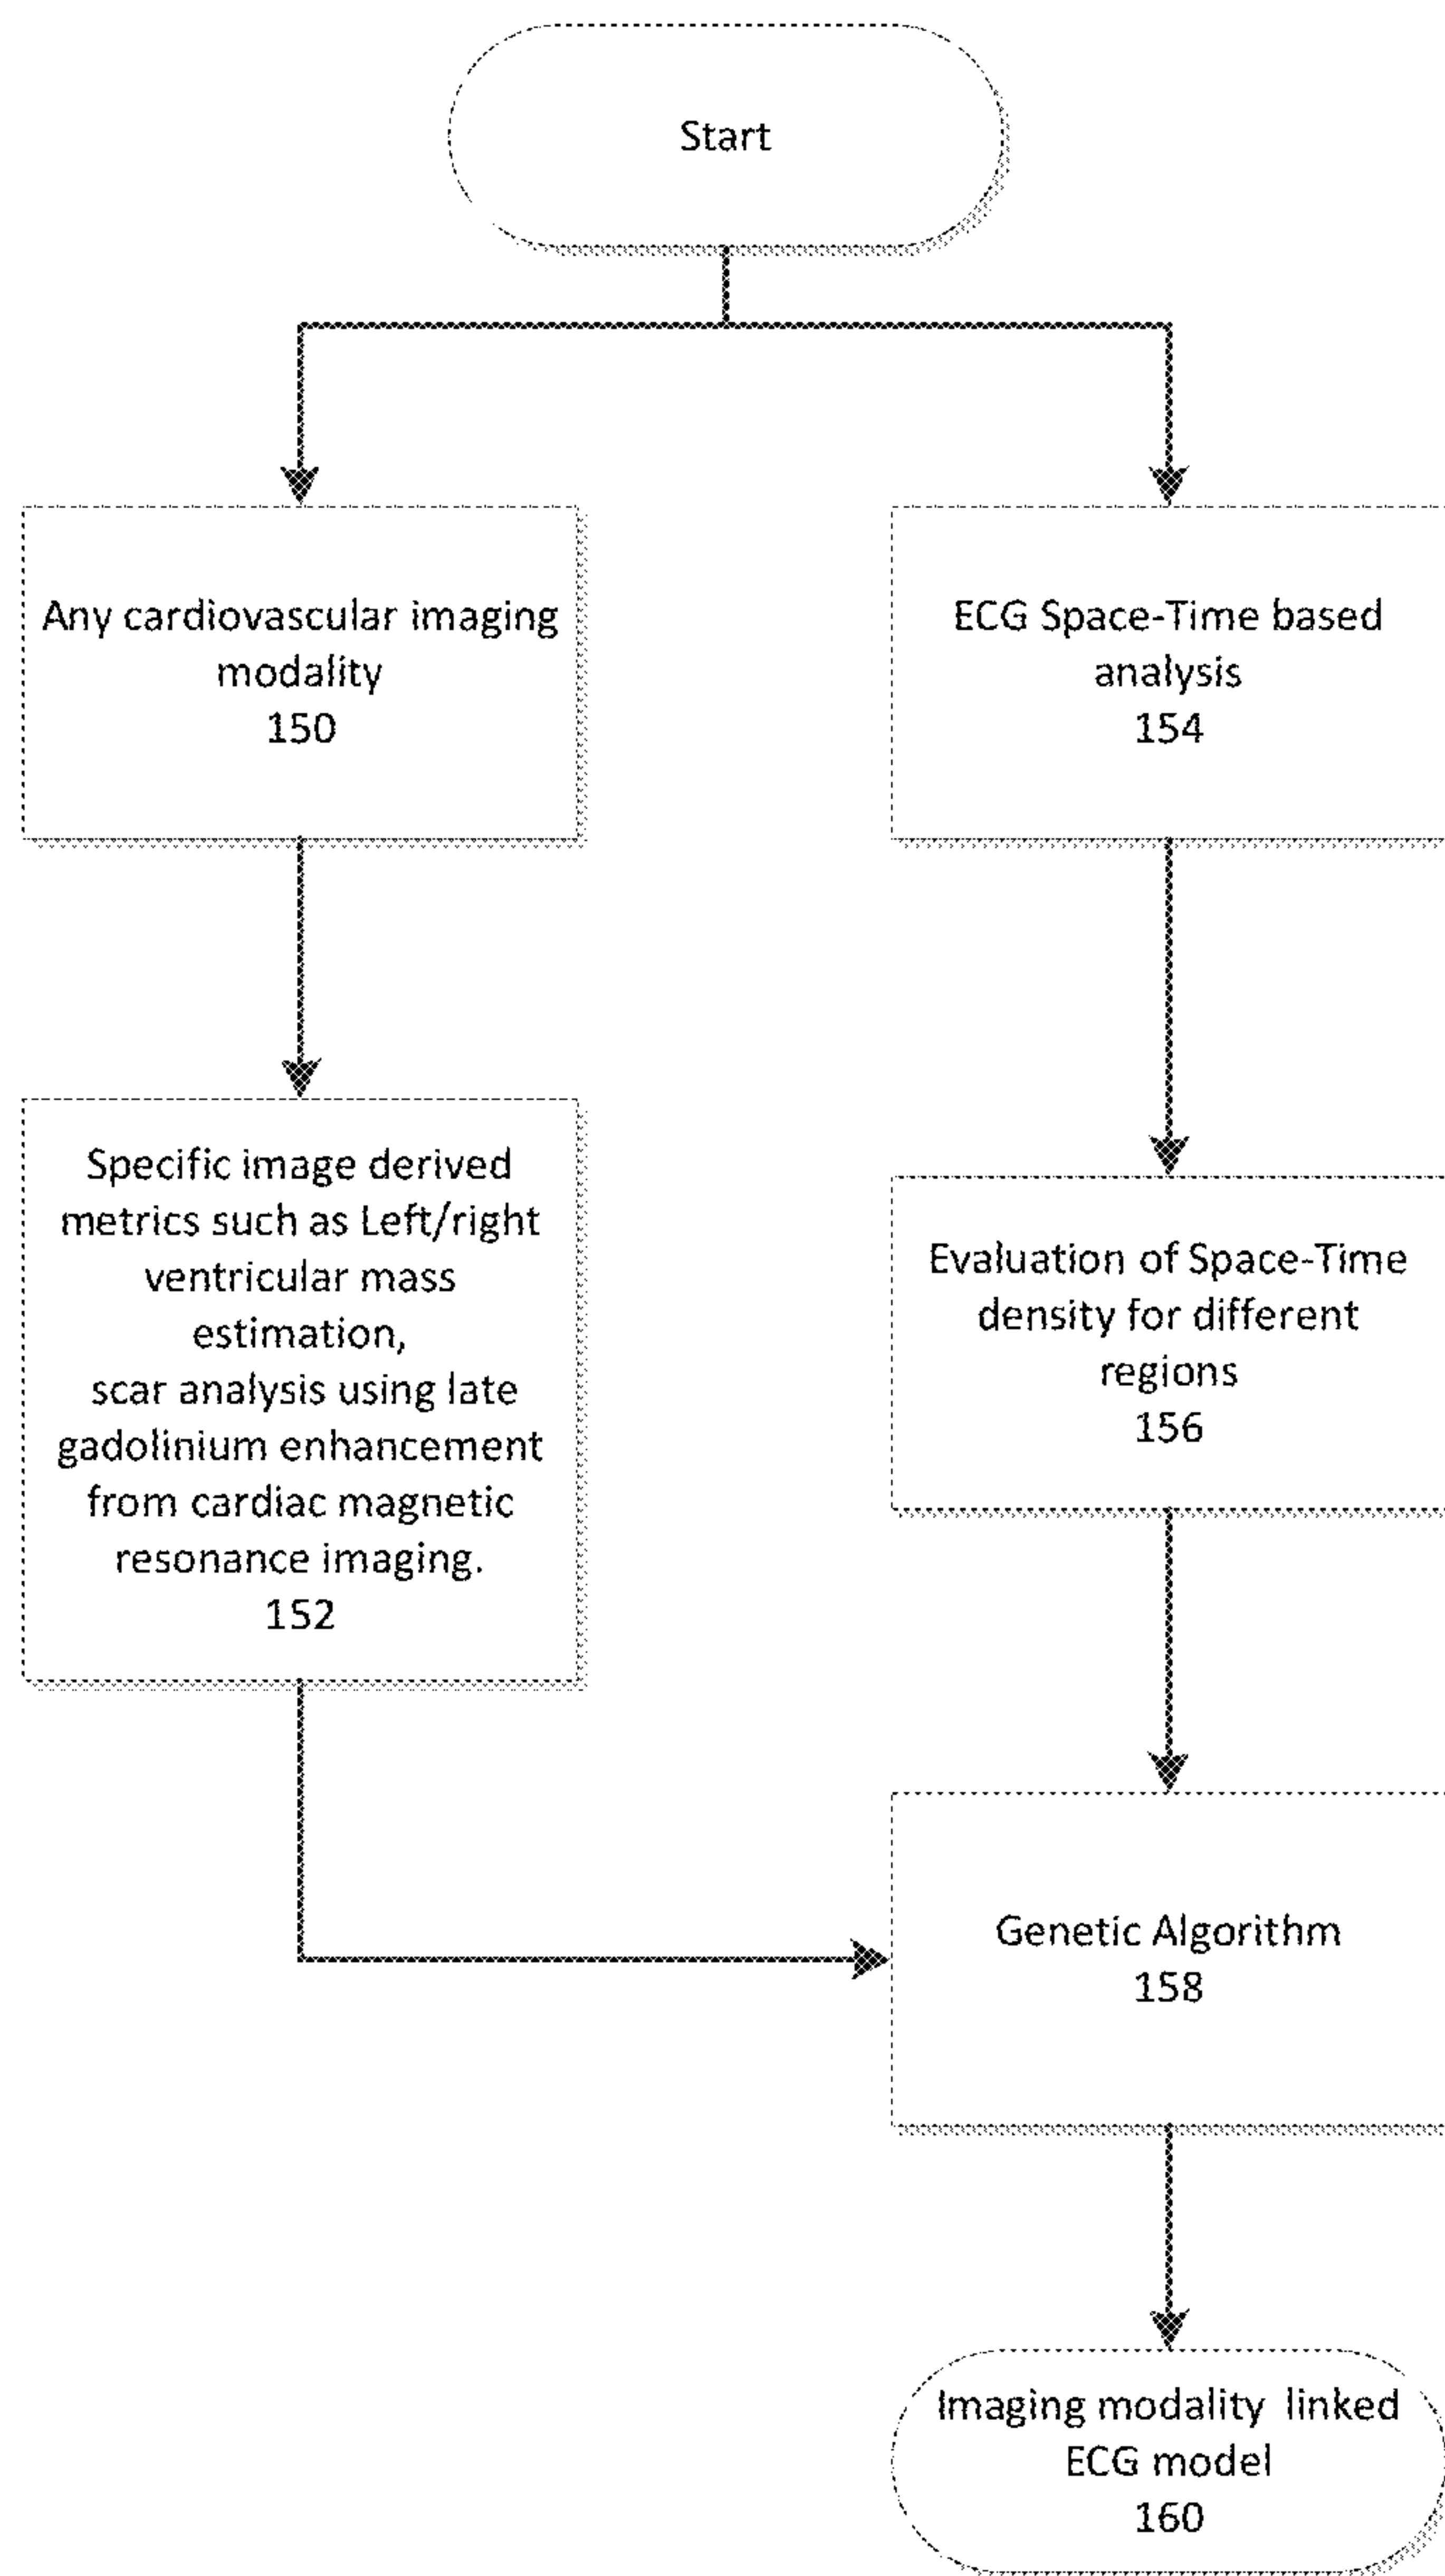 Start
Any cardiovascular imaging
modality
150
ECG Space-Time based
analysis
154
Specific image derived
metrics such as Left/right
ventricular mass
estimation,
scar analysis using late
gadolinium enhancement
from cardiac magnetic
resonance imaging.
152
Evaluation of Space-Time
density for different
regions
156
Genetic Algorithm
158
Imaging modality linked
ECG model
160